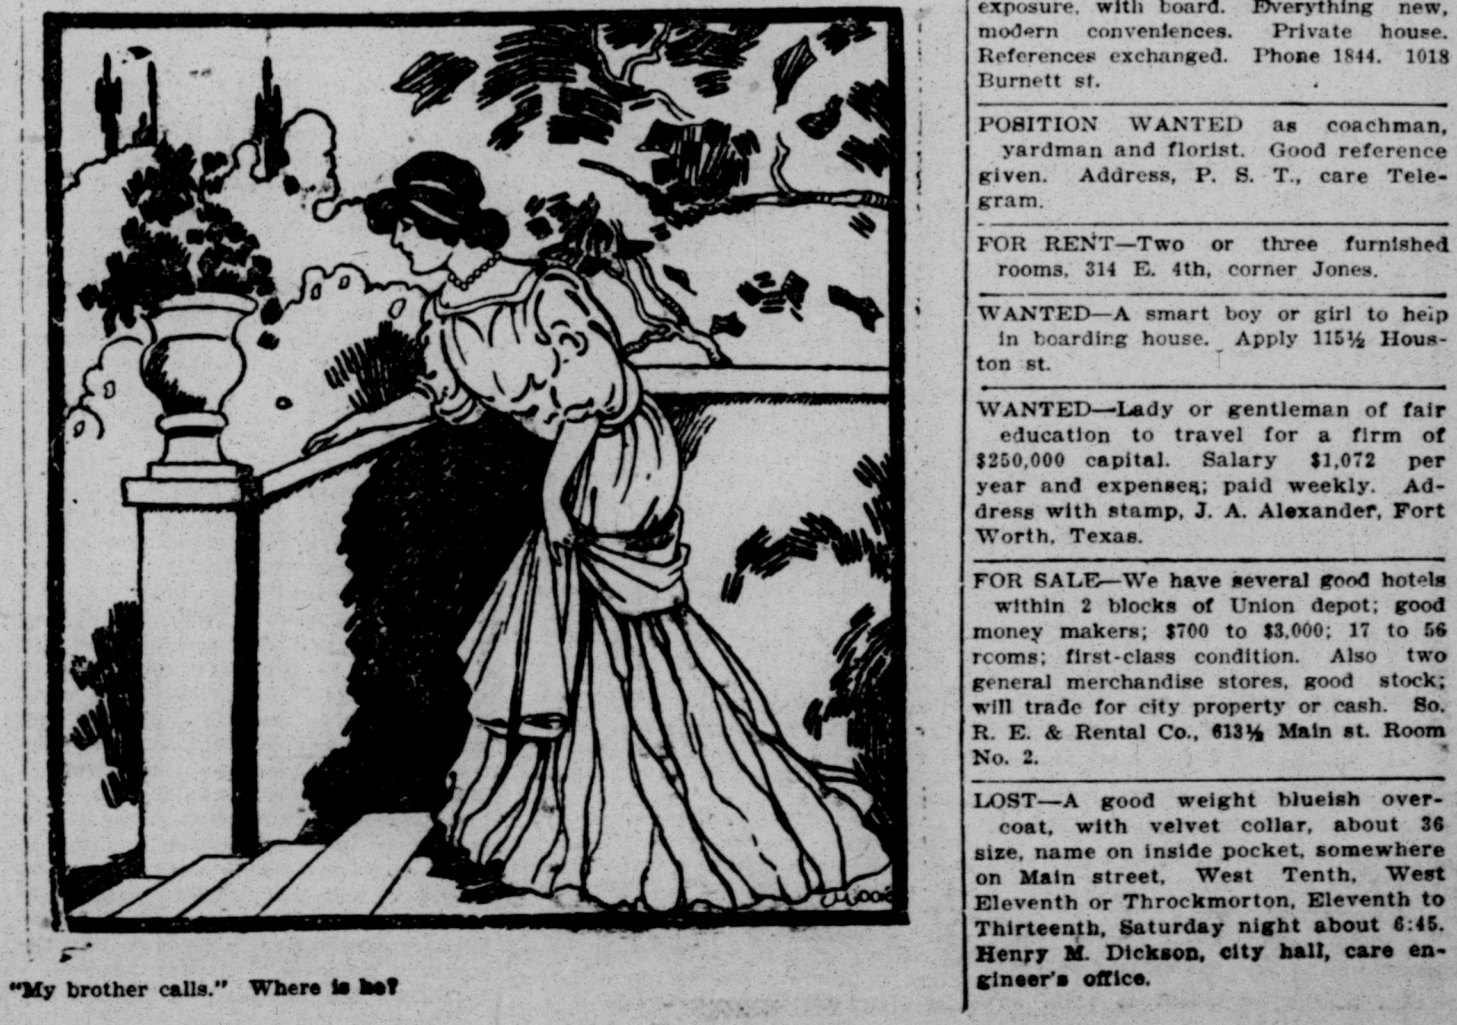 "My brother calls." Where is he?
exposure, with board. Everything new,
modern conveniences. Private house.
References exchanged. Phone 1844. 1018
Burnett st.
POSITION WANTED as coachman,
yardman and florist. Good reference
given. Address, P. S. T., care Tele-
gram.
FOR RENT—Two or three furnished
rooms, 314 E. 4th, corner Jones.
WANTED—A smart boy or girl to help
in boarding house. Apply 115½ Hous-
ton st.
WANTED—Lady or gentleman of fair
education to travel for a firm of
$250,000 capital. Salary $1,072 per
year and expenses; paid weekly. Ad-
dress with stamp, J. A. Alexander, Fort
Worth, Texas.
FOR SALE—We have several good hotels
within 2 blocks of Union depot; good
money makers; $700 to $3,000; 17 to 56
rooms; first-class condition. Also two
general merchandise stores, good stock;
will trade for city property or cash. So.
R. E. & Rental Co., 613½ Main st. Room
No. 2.
LOST—A good weight blueish over-
coat, with velvet collar, about 36
size, name on inside pocket, somewhere
on Main street, West Tenth, West
Eleventh or Throckmorton, Eleventh to
Thirteenth, Saturday night about 6:45.
Henry M. Dickson, city hall, care en-
gineer's office.